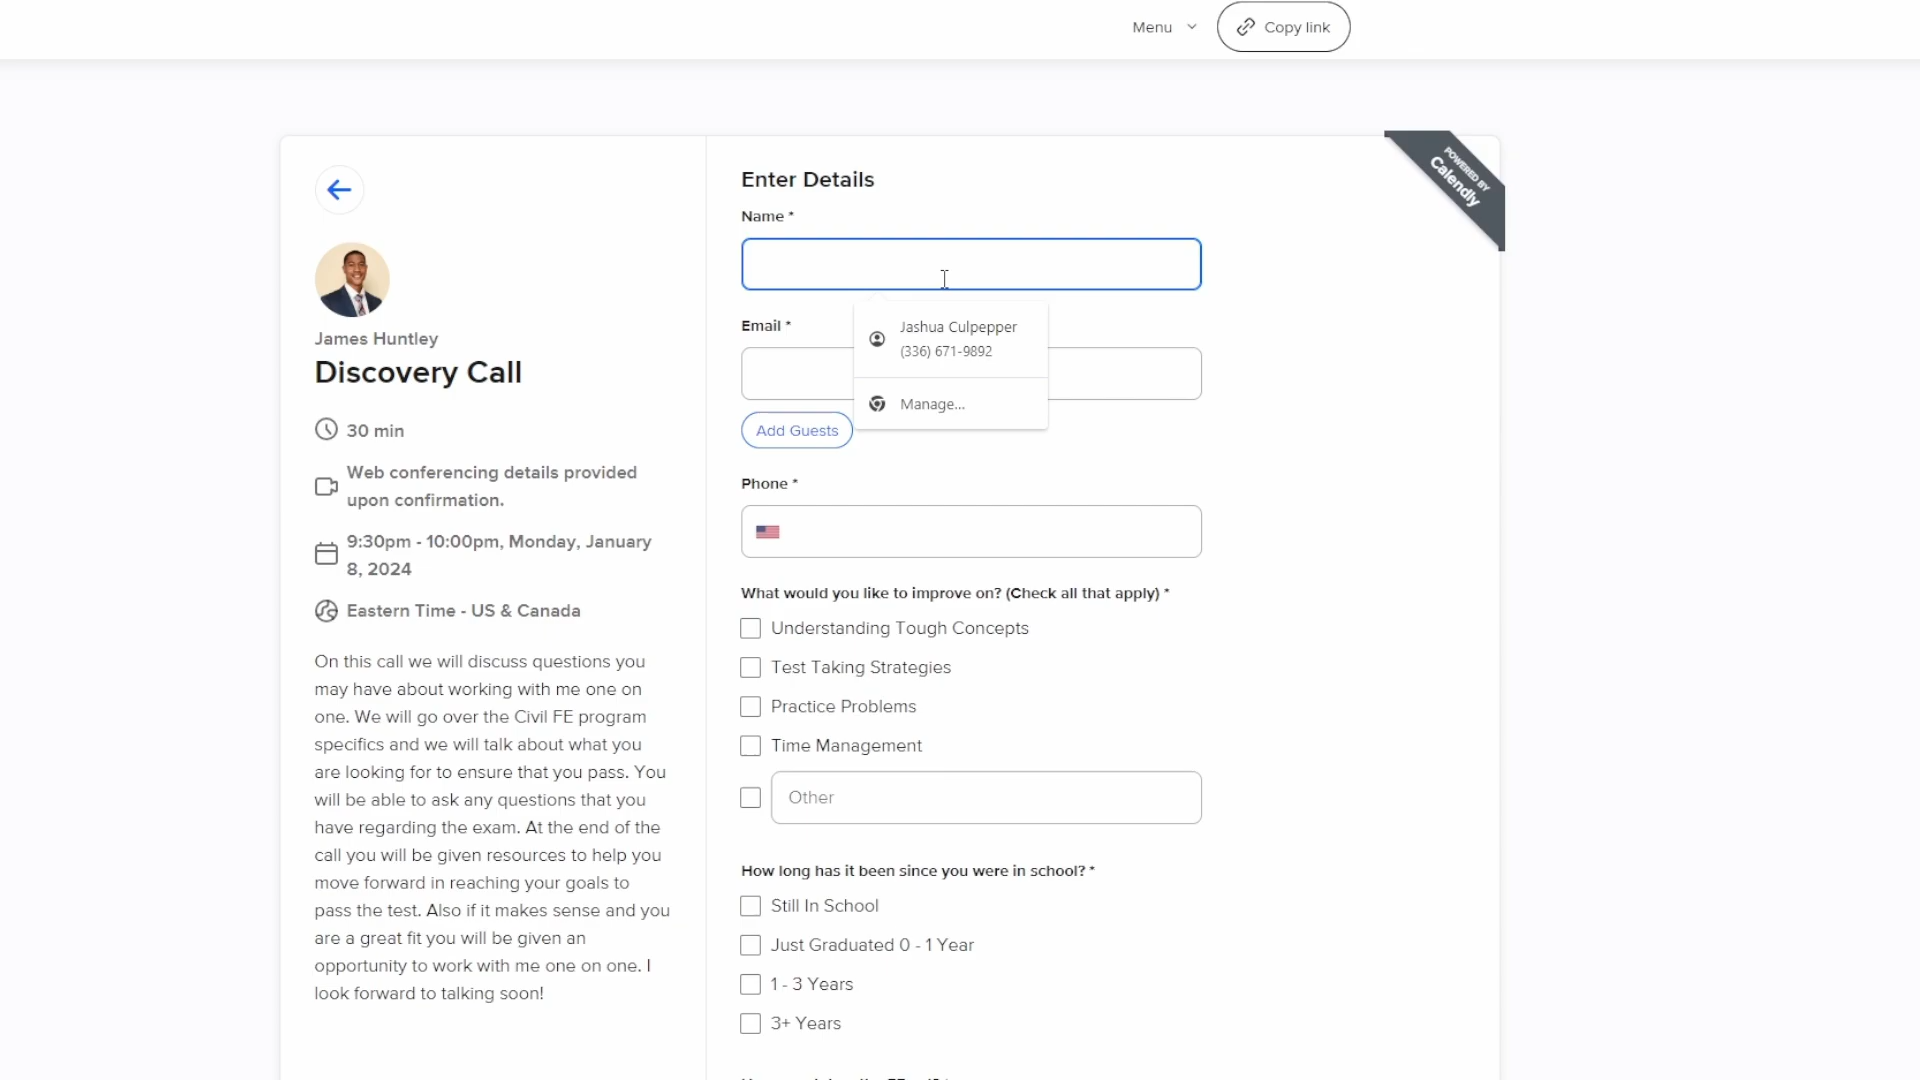 Menu
Copy link
POWERED BY
Calendly
James Huntley
Discovery Call
30 min
Web conferencing details provided
upon confirmation.
9:30pm - 10:00pm, Monday, January
8, 2024
Eastern Time - US & Canada
On this call we will discuss questions you
may have about working with me one on
one. We will go over the Civil FE program
specifics and we will talk about what you
are looking for to ensure that you pass. You
will be able to ask any questions that you
have regarding the exam. At the end of the
call you will be given resources to help you
move forward in reaching your goals to
pass the test. Also if it makes sense and you
are a great fit you will be given an
opportunity to work with me one on one. I
look forward to talking soon!
Enter Details
Name *
Jashua Culpepper
(336) 671-9892
Manage...
Email *
Add Guests
Phone *
What would you like to improve on? (Check all that apply) *
Understanding Tough Concepts
Test Taking Strategies
Practice Problems
Time Management
Other
How long has it been since you were in school? *
Still In School
Just Graduated 0 - 1 Year
1 - 3 Years
3+ Years